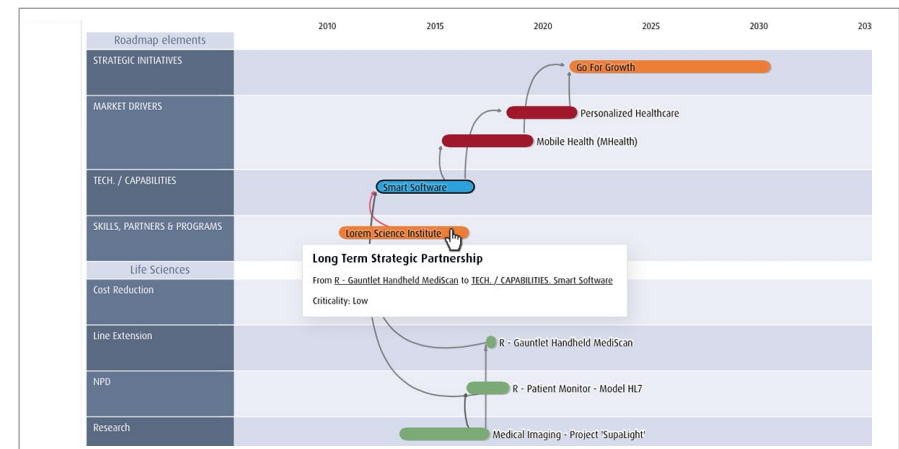 2010 2015 2020 2025 2030 203
Roadmap elements
STRATEGIC INITIATIVES
Go For Growth
MARKET DRIVERS
Personalized Healthcare
Mobile Health (MHealth)
TECH. / CAPABILITIES
Smart Software
SKILLS, PARTNERS & PROGRAMS
Lorem Science Institute
Long Term Strategic Partnership
Life Sciences
From R - Gauntlet Handheld MediScan to TECH. / CAPABILITIES. Smart Software
Cost Reduction
Criticality: Low
Line Extension
R - Gauntlet Handheld MediScan
NPD
R - Patient Monitor - Model HL7
Research
Medical Imaging - Project 'SupaLight'